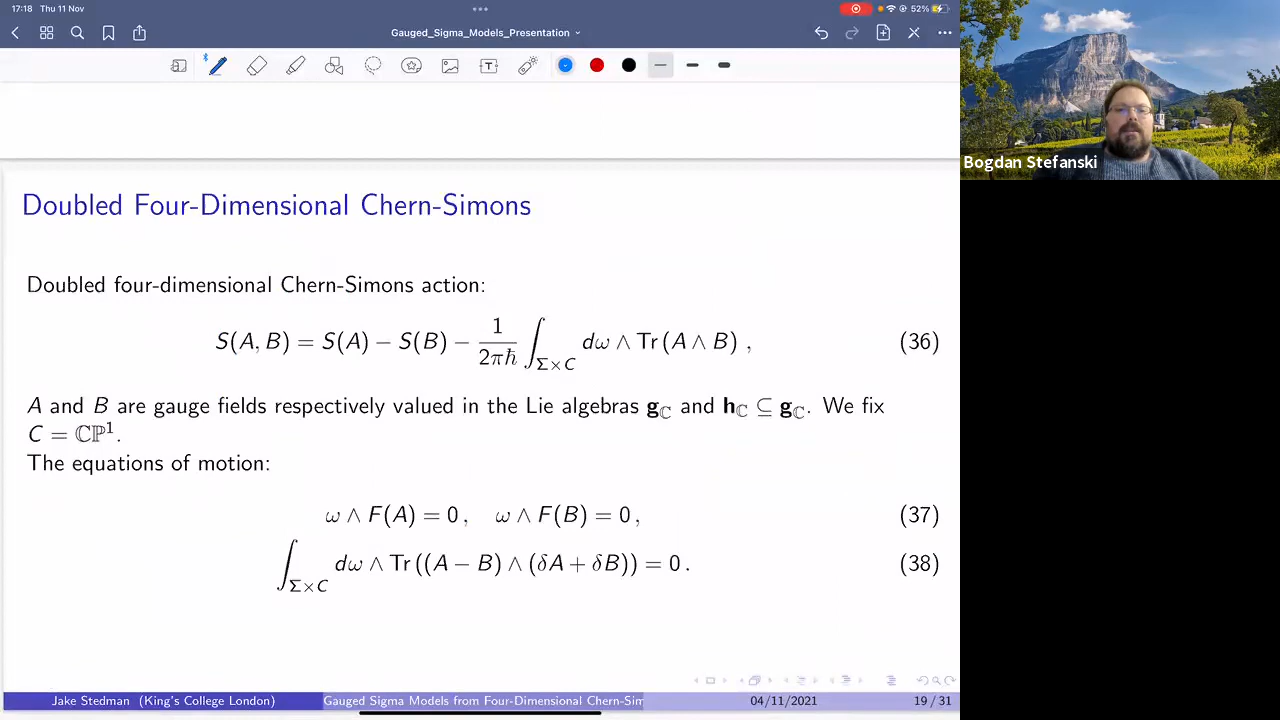 17:18 Thu 11 Nov
52%
Gauged_Sigma_Models_Presentation
T
Bogdan Stefanski
Doubled Four-Dimensional Chern-Simons
Doubled four-dimensional Chern-Simons action:
S(A, B) = S(A) − S(B) − 1/(2πℏ) ∫_{Σ×C} dω ∧ Tr (A ∧ B) , (36)
A and B are gauge fields respectively valued in the Lie algebras g_ℂ and h_ℂ ⊆ g_ℂ. We fix
C = ℂℙ¹.
The equations of motion:
ω ∧ F(A) = 0 , ω ∧ F(B) = 0 , (37)
∫_{Σ×C} dω ∧ Tr ((A − B) ∧ (δA + δB)) = 0 . (38)
Jake Stedman (King's College London) Gauged Sigma Models from Four-Dimensional Chern-Sim 04/11/2021 19 / 31